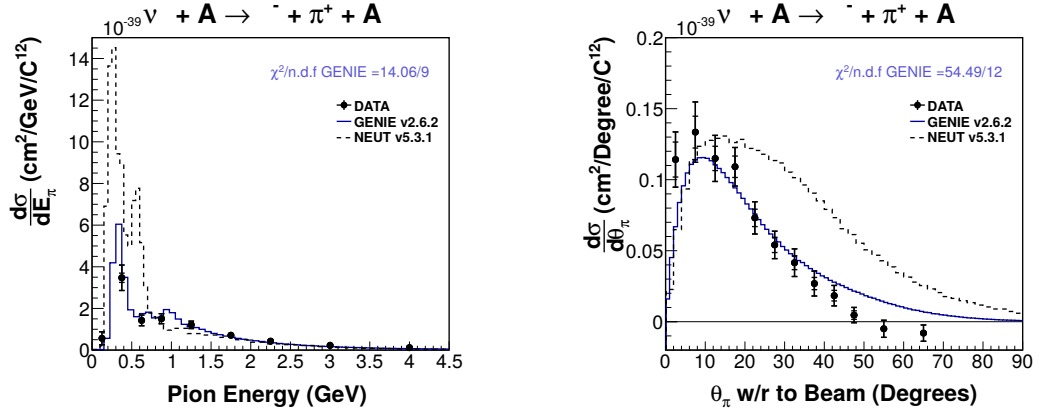 10⁻³⁹ ν + A → ⁻ + π⁺ + A
14
12
10
8
6
4
2
0
0 0.5 1 1.5 2 2.5 3 3.5 4 4.5
dσ/dE_π (cm²/GeV/C¹²)
Pion Energy (GeV)
χ²/n.d.f GENIE =14.06/9
DATA
GENIE v2.6.2
NEUT v5.3.1
10⁻³⁹ ν + A → ⁻ + π⁺ + A
0.2
0.15
0.1
0.05
0
0 10 20 30 40 50 60 70 80 90
dσ/dθ_π (cm²/Degree/C¹²)
θ_π w/r to Beam (Degrees)
χ²/n.d.f GENIE =54.49/12
DATA
GENIE v2.6.2
NEUT v5.3.1